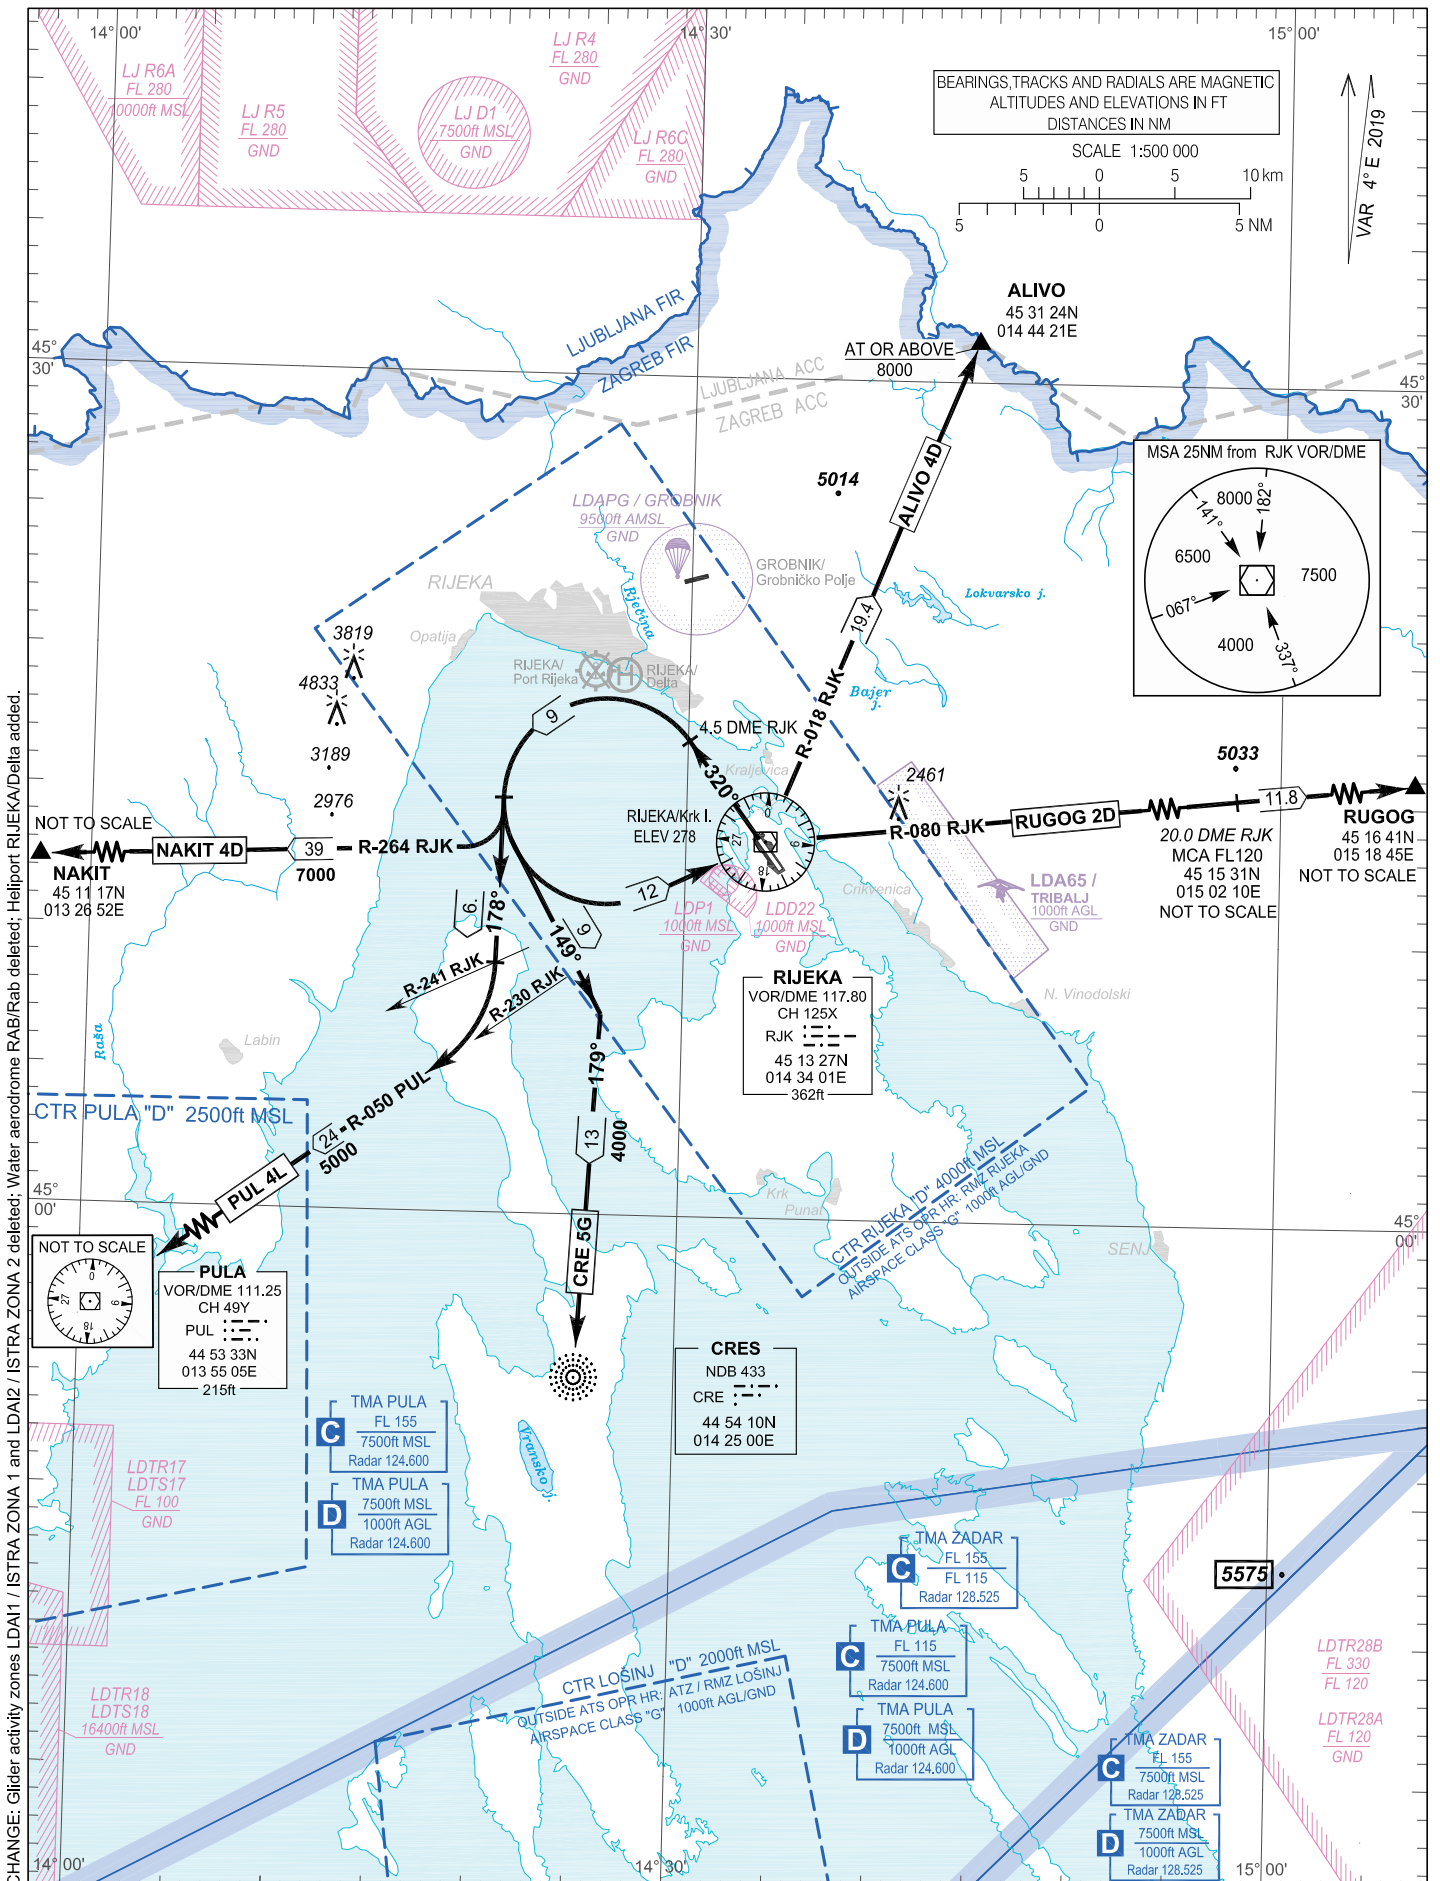 14° 00'
14° 30'
15° 00'
LJ R6A
FL 280
10000ft MSL
LJ R5
FL 280
GND
LJ R4
FL 280
GND
LJ D1
7500ft MSL
GND
LJ R6C
FL 280
GND
BEARINGS,TRACKS AND RADIALS ARE MAGNETIC
ALTITUDES AND ELEVATIONS IN FT
DISTANCES IN NM
SCALE 1:500 000
5 0 5 10 km
5 0 5 NM
VAR 4° E 2019
ALIVO
45 31 24N
014 44 21E
AT OR ABOVE
8000
LJUBLJANA FIR
ZAGREB FIR
LJUBLJANA ACC
ZAGREB ACC
45°
30'
45°
30'
MSA 25NM from RJK VOR/DME
8000
182°
141°
6500
7500
067°
4000
337°
5014
ALIVO 4D
19.4
R-018 RJK
LDAPG / GROBNIK
9500ft AMSL
GND
GROBNIK/
Grobničko Polje
RIJEKA
Rječina
Opatija
RIJEKA/
Port Rijeka
H
RIJEKA/
Delta
Lokvarsko j.
Bajer
j.
3819
4833
3189
2976
9
4.5 DME RJK
320°
Kraljevica
RIJEKA/Krk I.
ELEV 278
0
9
18
27
2461
5033
11.8
R-080 RJK
RUGOG 2D
20.0 DME RJK
MCA FL120
45 15 31N
015 02 10E
NOT TO SCALE
RUGOG
45 16 41N
015 18 45E
NOT TO SCALE
NOT TO SCALE
NAKIT 4D
39
7000
R-264 RJK
NAKIT
45 11 17N
013 26 52E
12
6.
178°
9
149°
R-241 RJK
R-230 RJK
LDP1
1000ft MSL
GND
LDD22
1000ft MSL
GND
Crikvenica
LDA65 /
TRIBALJ
1000ft AGL
GND
N. Vinodolski
RIJEKA
VOR/DME 117.80
CH 125X
RJK
45 13 27N
014 34 01E
362ft
Raša
Labin
179°
13
4000
CRE 5G
R-050 PUL
24
5000
PUL 4L
CTR PULA "D" 2500ft MSL
45°
00'
45°
00'
Krk
Punat
SENJ
CTR RIJEKA "D" 4000ft MSL
OUTSIDE ATS OPR HR: RMZ RIJEKA
AIRSPACE CLASS "G" 1000ft AGL/GND
NOT TO SCALE
0
9
18
27
PULA
VOR/DME 111.25
CH 49Y
PUL
44 53 33N
013 55 05E
215ft
CRES
NDB 433
CRE
44 54 10N
014 25 00E
Vransko j.
C
TMA PULA
FL 155
7500ft MSL
Radar 124.600
D
TMA PULA
7500ft MSL
1000ft AGL
Radar 124.600
LDTR17
LDTS17
FL 100
GND
LDTR18
LDTS18
16400ft MSL
GND
C
TMA ZADAR
FL 155
FL 115
Radar 128.525
C
TMA PULA
FL 115
7500ft MSL
Radar 124.600
D
TMA PULA
7500ft MSL
1000ft AGL
Radar 124.600
5575
LDTR28B
FL 330
FL 120
LDTR28A
FL 120
GND
C
TMA ZADAR
FL 155
7500ft MSL
Radar 128.525
D
TMA ZADAR
7500ft MSL
1000ft AGL
Radar 128.525
CTR LOŠINJ "D" 2000ft MSL
OUTSIDE ATS OPR HR: ATZ / RMZ LOŠINJ
AIRSPACE CLASS "G" 1000ft AGL/GND
14° 00'
14° 30'
15° 00'
CHANGE: Glider activity zones LDAI1 / ISTRA ZONA 1 and LDAI2 / ISTRA ZONA 2 deleted; Water aerodrome RAB/Rab deleted; Heliport RIJEKA/Delta added.